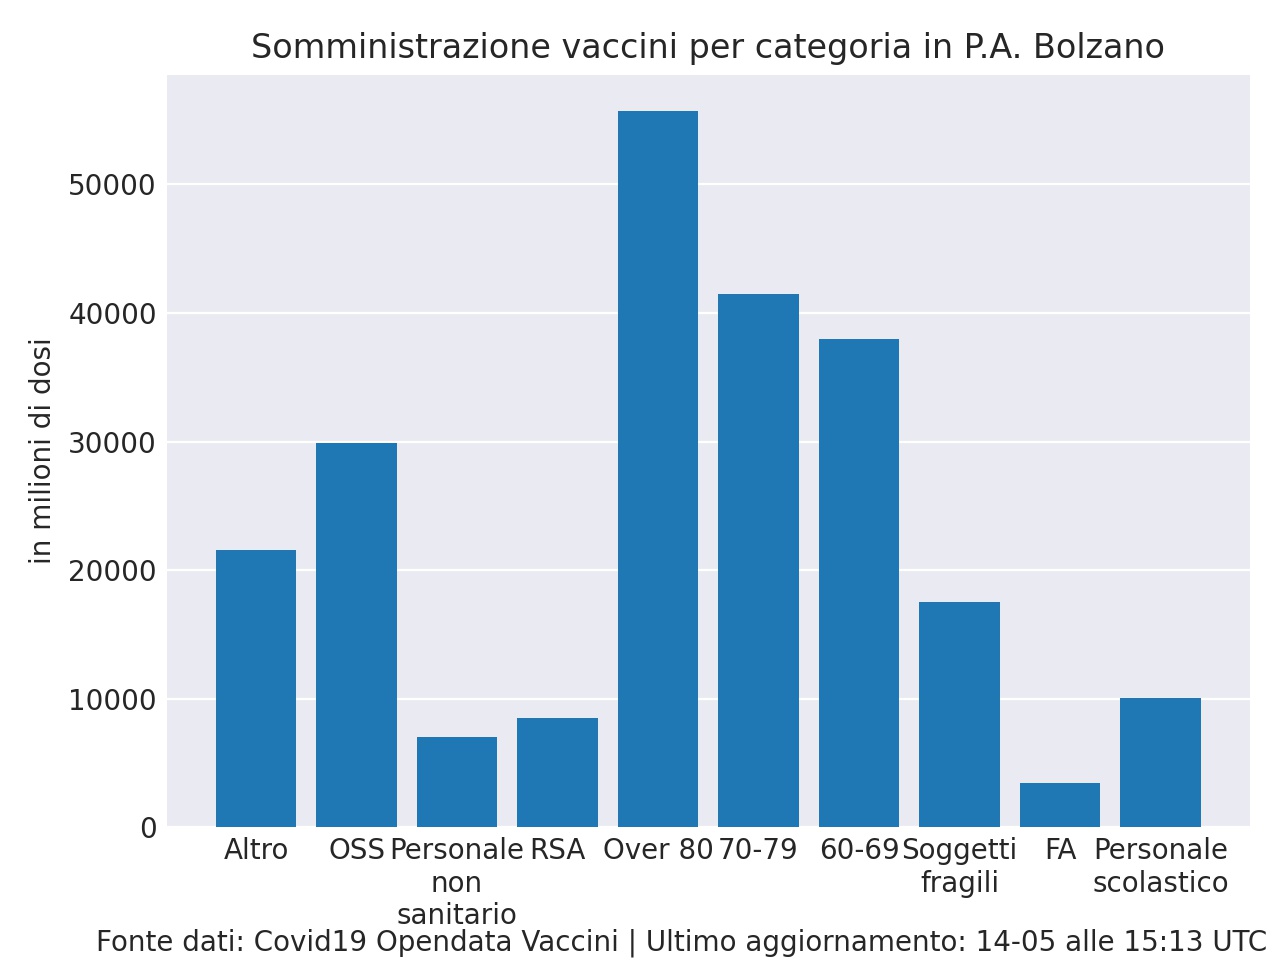 Somministrazione vaccini per categoria in P.A. Bolzano
in milioni di dosi
50000
40000
30000
20000
10000
0
Altro
OSS
Personale
non
sanitario
RSA
Over 80
70-79
60-69
Soggetti
fragili
FA
Personale
scolastico
Fonte dati: Covid19 Opendata Vaccini | Ultimo aggiornamento: 14-05 alle 15:13 UTC